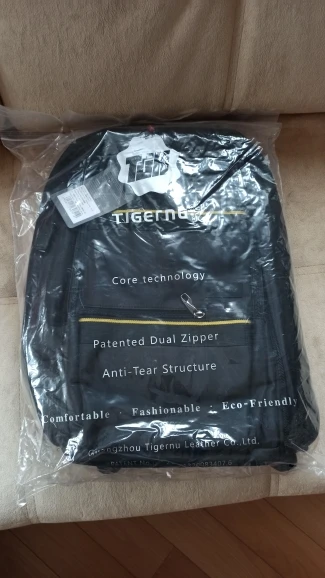 TIGERNU
Core technology
Patented Dual Zipper
Anti-Tear Structure
Comfortable · Fashionable · Eco-Friendly
Guangzhou Tigernu Leather Co.,Ltd.